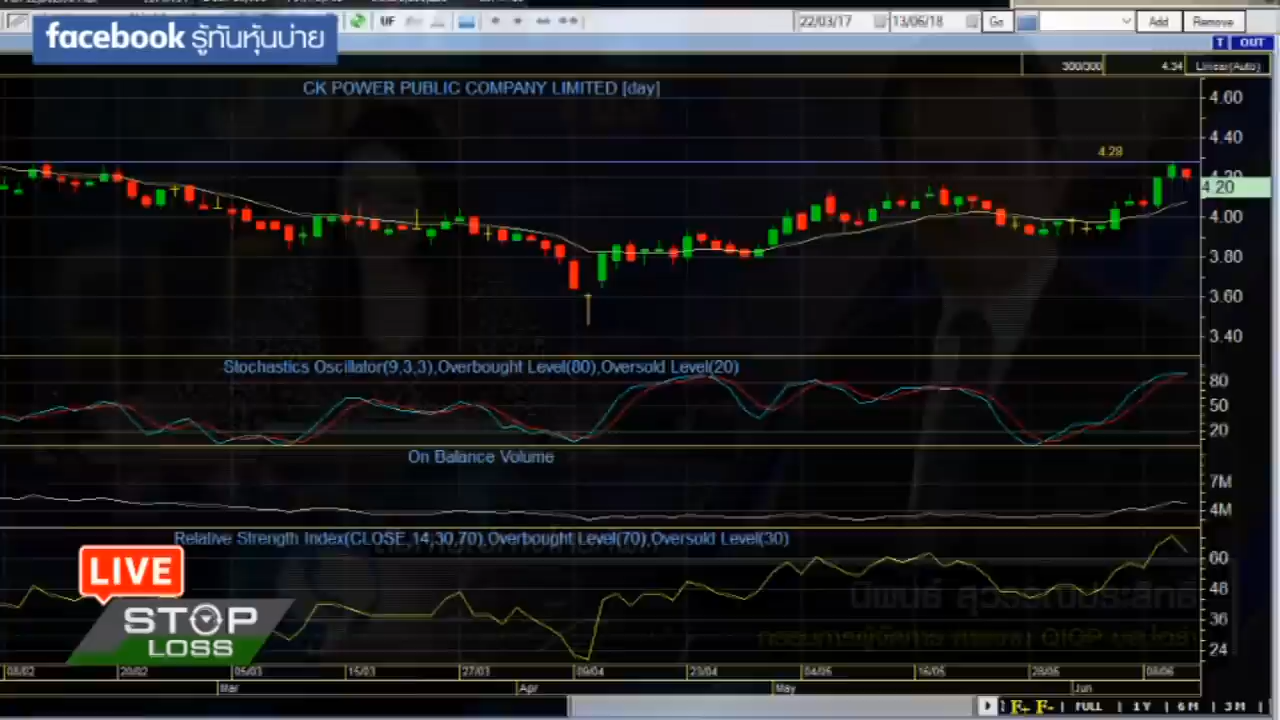 UF
22/03/17
13/06/18
Go
Add
Remove
facebook รู้ทันหุ้นบ่าย
T
OUT
300/300
4.34
Linear(Auto)
CK POWER PUBLIC COMPANY LIMITED [day]
4.60
4.40
4.28
4.20
4.20
4.00
3.80
3.60
3.40
Stochastics Oscillator(9,3,3),Overbought Level(80),Oversold Level(20)
80
50
20
On Balance Volume
7M
4M
Relative Strength Index(CLOSE,14,30,70),Overbought Level(70),Oversold Level(30)
60
48
36
24
LIVE
STOP
LOSS
08/02
20/02
05/03
15/03
27/03
09/04
23/04
04/05
16/05
28/05
08/06
Mar
Apr
May
Jun
F+
F-
FULL
1Y
6M
3M